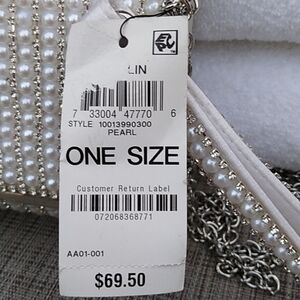 LIN
7 33004 47770 6
STYLE 10013990300
PEARL
ONE SIZE
Customer Return Label
072068368771
AA01-001
$69.50